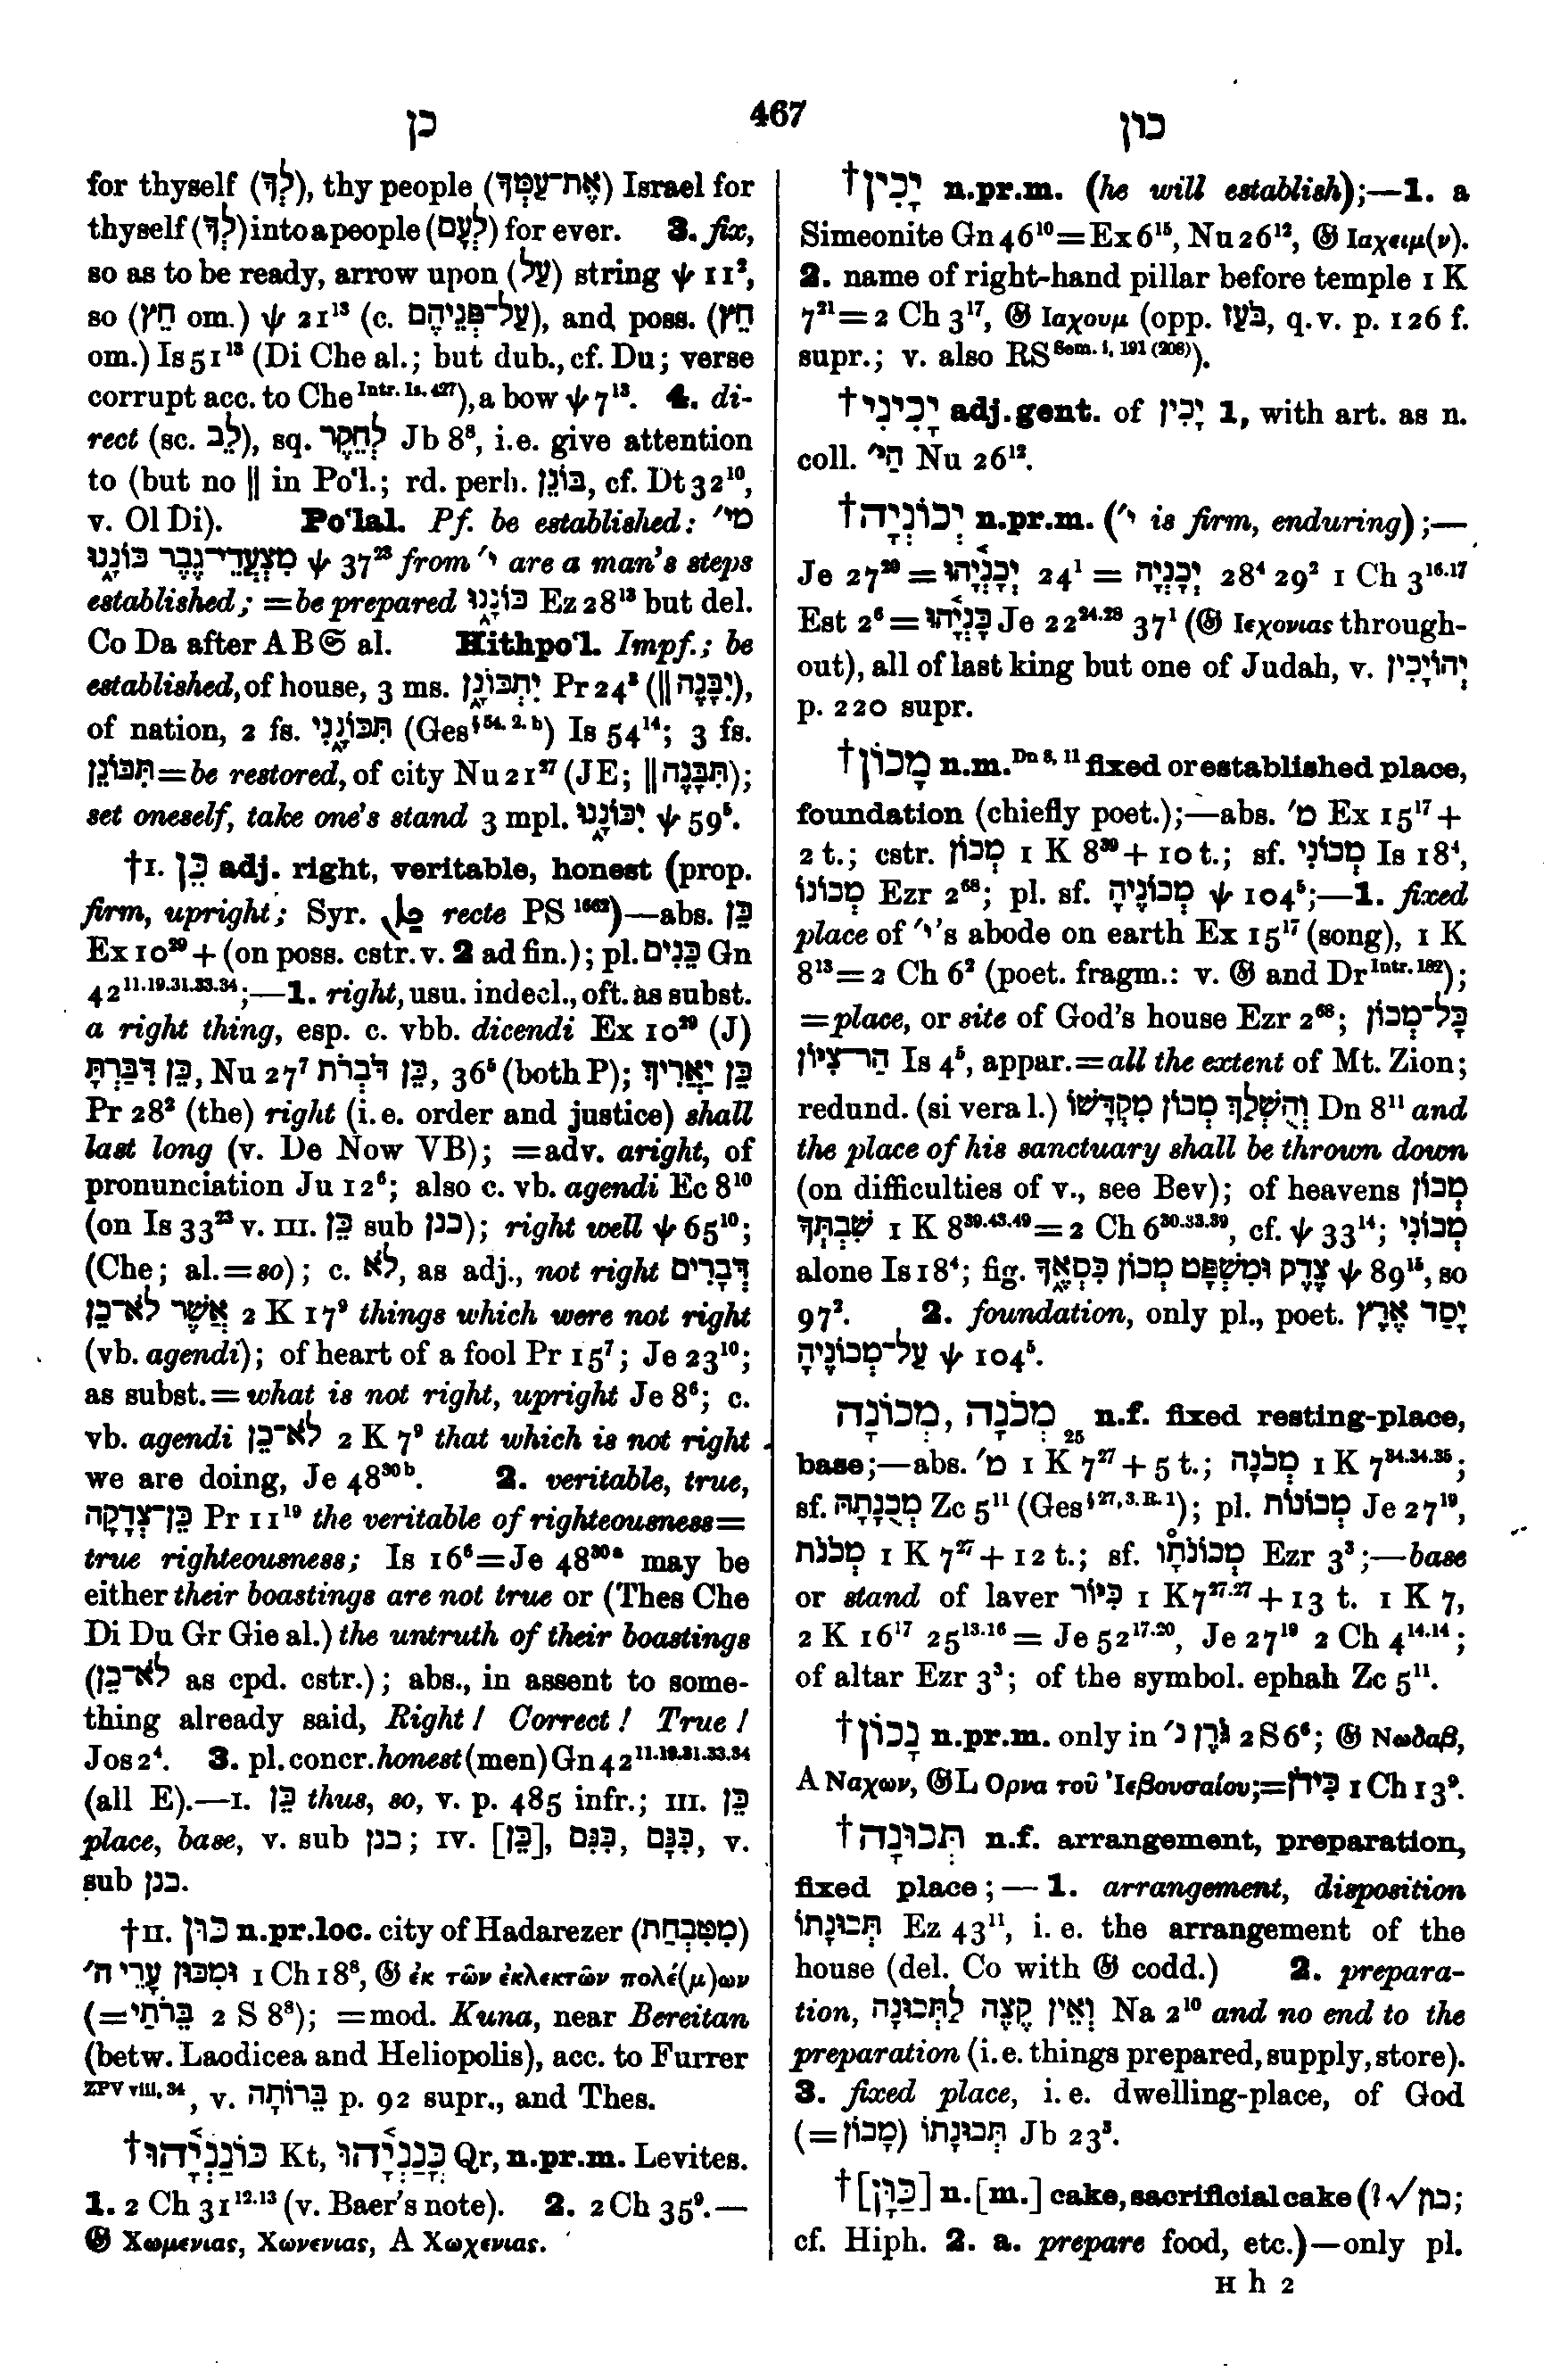 כן
467
כון
for thyself (לְךָ), thy people (אֶת־עַמְּךָ) Israel for
thyself (לְךָ) into a people (לְעָם) for ever. 3. fix,
so as to be ready, arrow upon (עַל) string ψ 11²,
so (חֵץ om.) ψ 21¹³ (c. עַל־פְּנֵיהֶם), and poss. (חֵץ
om.) Is 51¹³ (Di Che al.; but dub., cf. Du; verse
corrupt acc. to Che Intr. Is. 427), a bow ψ 7¹³. 4. di-
rect (sc. לֵב), sq. לְחֵקֶר Jb 8⁸, i.e. give attention
to (but no || in Po‘l.; rd. perh. בּוֹנֵן, cf. Dt 32¹⁰,
v. Ol Di). Po‘lal. Pf. be established: מי׳
מִצְעֲדֵי־גֶבֶר כּוֹנָ֑נוּ ψ 37²³ from י׳ are a man's steps
established; = be prepared כּוֹנָ֑נוּ Ez 28¹³ but del.
Co Da after A B 𝔖 al. Hithpo‘l. Impf.; be
established, of house, 3 ms. יִתְכּוֹנָ֑ן Pr 24³ (|| יִבָּנֶה),
of nation, 2 fs. תִּכּוֹנָ֑נִי (Ges § 54. 2. b) Is 54¹⁴; 3 fs.
תִּכּוֹנֵן = be restored, of city Nu 21²⁷ (JE; || תִּבָּנֶה);
set oneself, take one's stand 3 mpl. יִכּוֹנָ֑נוּ ψ 59⁵.
†I. כֵּן adj. right, veritable, honest (prop.
firm, upright; Syr. recte PS ¹⁶⁶²)—abs. כֵּן
Ex 10²⁹ + (on poss. cstr. v. 2 ad fin.); pl. כֵּנִים Gn
42¹¹·¹⁹·³¹·³³·³⁴;—1. right, usu. indecl., oft. as subst.
a right thing, esp. c. vbb. dicendi Ex 10²⁹ (J)
כֵּן דִּבַּרְתָּ, Nu 27⁷ כֵּן דֹּבְרֹת, 36⁵ (both P); כֵּן יַאֲרִיךְ
Pr 28² (the) right (i.e. order and justice) shall
last long (v. De Now VB); =adv. aright, of
pronunciation Ju 12⁶; also c. vb. agendi Ec 8¹⁰
(on Is 33²³ v. III. כֵּן sub כנן); right well ψ 65¹⁰;
(Che; al.=so); c. לֹא, as adj., not right דְּבָרִים
אֲשֶׁר לֹא־כֵן 2 K 17⁹ things which were not right
(vb. agendi); of heart of a fool Pr 15⁷; Je 23¹⁰;
as subst. = what is not right, upright Je 8⁶; c.
vb. agendi לֹא־כֵן 2 K 7⁹ that which is not right
we are doing, Je 48³⁰ᵇ. 2. veritable, true,
כֵּן־צְדָקָה Pr 11¹⁹ the veritable of righteousness=
true righteousness; Is 16⁶=Je 48³⁰ᵃ may be
either their boastings are not true or (Thes Che
Di Du Gr Gie al.) the untruth of their boastings
(לֹא־כֵן as cpd. cstr.); abs., in assent to some-
thing already said, Right! Correct! True!
Jos 2⁴. 3. pl. concr. honest (men) Gn 42¹¹·¹⁹·³¹·³³·³⁴
(all E).—I. כֵּן thus, so, v. p. 485 infr.; III. כֵּן
place, base, v. sub כנן; IV. [כֵּן], כִּנִּם, כִּנָּם, v.
sub כנן.
†II. כּוּן n.pr.loc. city of Hadarezer (מִטִּבְחַת)
וּמִכּוּן עָרֵי ה׳ 1 Ch 18⁸, 𝔊 ἐκ τῶν ἐκλεκτῶν πολέ(μ)ων
(=בֵּרֹתַי 2 S 8⁸); =mod. Kuna, near Bereitan
(betw. Laodicea and Heliopolis), acc. to Furrer
ZPV viii, 34, v. בֵּרוֹתָה p. 92 supr., and Thes.
†כּוֹנַנְיָ֫הוּ Kt, כָּנַנְיָ֫הוּ Qr, n.pr.m. Levites.
1. 2 Ch 31¹²·¹³ (v. Baer's note). 2. 2 Ch 35⁹.—
𝔊 Χωμενιας, Χωνενιας, A Χωχενιας.
†יָכִין n.pr.m. (he will establish);—1. a
Simeonite Gn 46¹⁰=Ex 6¹⁵, Nu 26¹², 𝔊 Ιαχειμ(ν).
2. name of right-hand pillar before temple 1 K
7²¹=2 Ch 3¹⁷, 𝔊 Ιαχουμ (opp. בֹּעַז, q.v. p. 126 f.
supr.; v. also RS Sem. i, 191 (208)).
†יָכִינִי adj.gent. of יָכִין 1, with art. as n.
coll. הַי׳ Nu 26¹².
†יְכוֹנְיָה n.pr.m. (י׳ is firm, enduring);—
Je 27²⁰ = יְכָנְיָ֫הוּ 24¹ = יְכָנְיָה 28⁴ 29² 1 Ch 3¹⁶·¹⁷
Est 2⁶ = כָּנְיָ֫הוּ Je 22²⁴·²⁸ 37¹ (𝔊 Ιεχονιας through-
out), all of last king but one of Judah, v. יְהוֹיָכִין
p. 220 supr.
†מָכוֹן n.m. Dn 8, 11 fixed or established place,
foundation (chiefly poet.);—abs. מ׳ Ex 15¹⁷ +
2 t.; cstr. מְכוֹן 1 K 8³⁹ + 10 t.; sf. מְכוֹנִי Is 18⁴,
מְכוֹנוֹ Ezr 2⁶⁸; pl. sf. מְכוֹנֶיהָ ψ 104⁵;—1. fixed
place of י׳'s abode on earth Ex 15¹⁷ (song), 1 K
8¹³=2 Ch 6² (poet. fragm.: v. 𝔊 and Dr Intr. 182);
=place, or site of God's house Ezr 2⁶⁸; כָּל־מְכוֹן
הַר־צִיּוֹן Is 4⁵, appar.=all the extent of Mt. Zion;
redund. (si vera l.) וְהֻשְׁלַךְ מְכוֹן מִקְדָּשׁוֹ Dn 8¹¹ and
the place of his sanctuary shall be thrown down
(on difficulties of v., see Bev); of heavens מְכוֹן
שִׁבְתְּךָ 1 K 8³⁹·⁴³·⁴⁹=2 Ch 6³⁰·³³·³⁹, cf. ψ 33¹⁴; מְכוֹנִי
alone Is 18⁴; fig. צֶדֶק וּמִשְׁפָּט מְכוֹן כִּסְאֶךָ ψ 89¹⁵, so
97². 2. foundation, only pl., poet. יָסַד אֶרֶץ
עַל־מְכוֹנֶיהָ ψ 104⁵.
מְכוֹנָה, מְכֹנָה 25 n.f. fixed resting-place,
base;—abs. מ׳ 1 K 7²⁷ + 5 t.; מְכֹנָה 1 K 7³⁴·³⁴·³⁵;
sf. מְכֻנָתָהּ Zc 5¹¹ (Ges § 27, 3. R. 1); pl. מְכוֹנוֹת Je 27¹⁹,
מְכֹנֹת 1 K 7²⁷ + 12 t.; sf. מְכוֹנֹתָו Ezr 3³;—base
or stand of laver כִּיּוֹר 1 K 7²⁷·²⁷ + 13 t. 1 K 7,
2 K 16¹⁷ 25¹³·¹⁶ = Je 52¹⁷·²⁰, Je 27¹⁹ 2 Ch 4¹⁴·¹⁴;
of altar Ezr 3³; of the symbol. ephah Zc 5¹¹.
†נָכוֹן n.pr.m. only in גֹּרֶן נ׳ 2 S 6⁶; 𝔊 Νωδαβ,
A Ναχων, 𝔊L Ορνα τοῦ Ἰεβουσαίου;=כִּידֹן 1 Ch 13⁹.
†תְּכוּנָה n.f. arrangement, preparation,
fixed place;—1. arrangement, disposition
תְּכוּנָתוֹ Ez 43¹¹, i.e. the arrangement of the
house (del. Co with 𝔊 codd.) 2. prepara-
tion, וְאֵין קֵצֶה לַתְּכוּנָה Na 2¹⁰ and no end to the
preparation (i.e. things prepared, supply, store).
3. fixed place, i.e. dwelling-place, of God
(=מָכוֹן) תְּכוּנָתוֹ Jb 23³.
†[כַּוָּן] n.[m.] cake, sacrificial cake (? √ כון;
cf. Hiph. 2. a. prepare food, etc.)—only pl.
H h 2